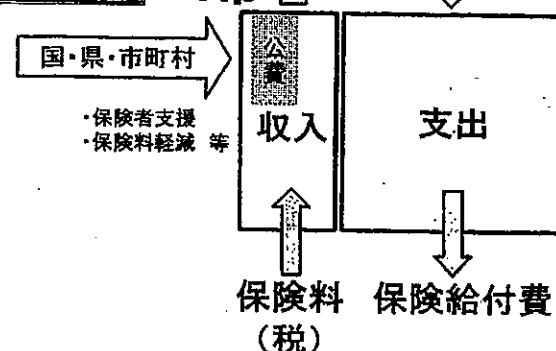 国・県・市町村
公費
・保険者支援
・保険料軽減 等
収入
支出
保険料
(税)
保険給付費